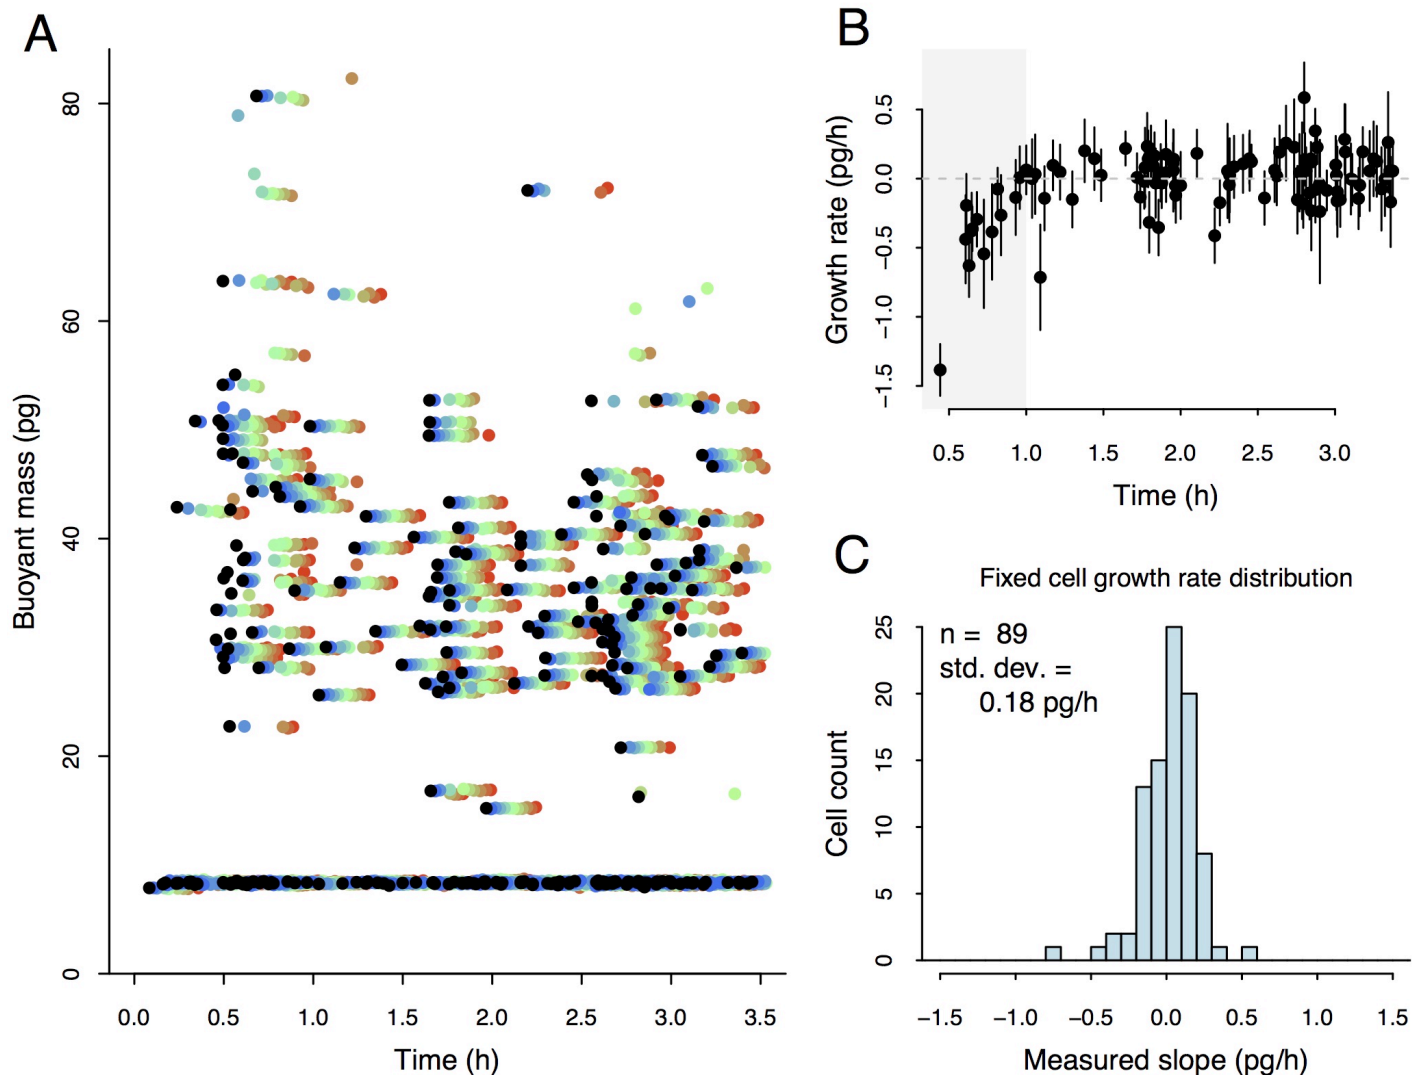 A
Buoyant mass (pg)
80
60
40
20
0
0.0 0.5 1.0 1.5 2.0 2.5 3.0 3.5
Time (h)
B
Growth rate (pg/h)
0.5
0.0
−0.5
−1.0
−1.5
0.5 1.0 1.5 2.0 2.5 3.0
Time (h)
C
Fixed cell growth rate distribution
n = 89
std. dev. =
0.18 pg/h
Cell count
25
20
15
10
5
0
−1.5 −1.0 −0.5 0.0 0.5 1.0 1.5
Measured slope (pg/h)